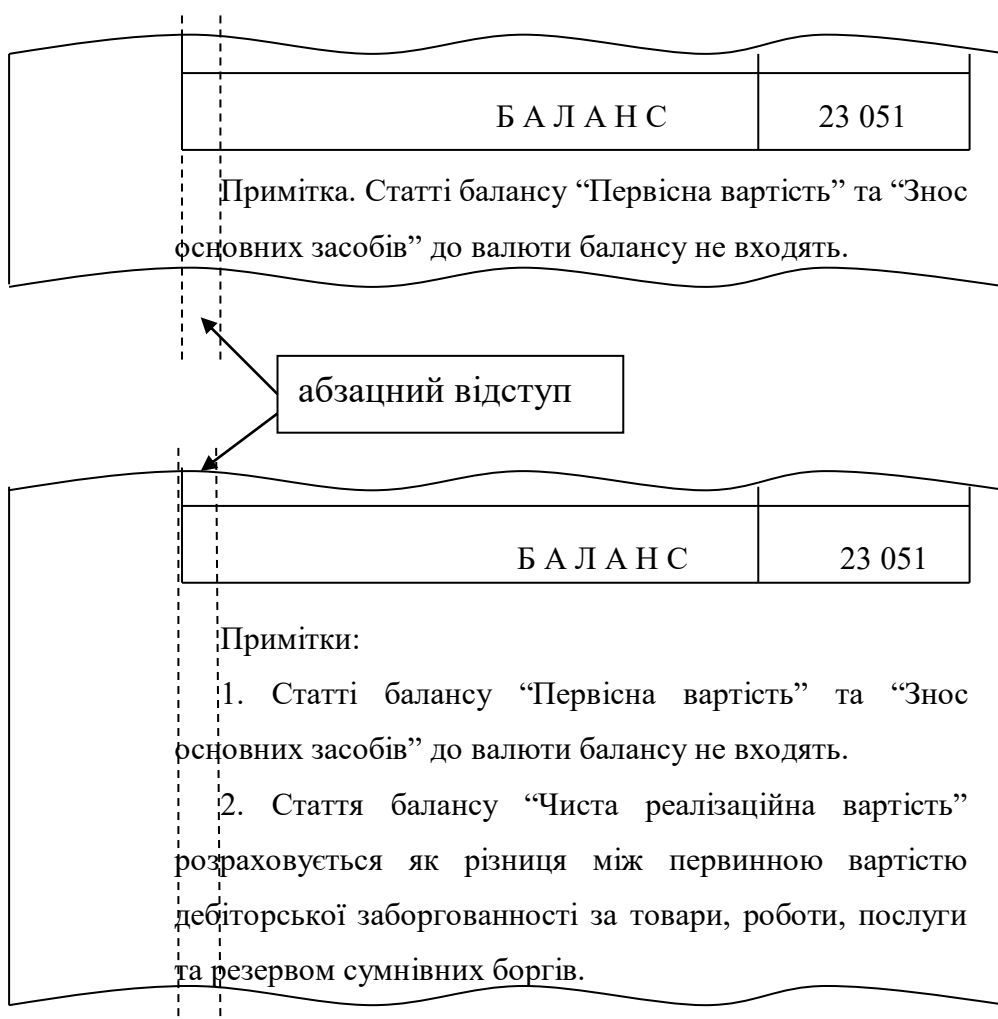 Б А Л А Н С 23 051
Примітка. Статті балансу “Первісна вартість” та “Знос
основних засобів” до валюти балансу не входять.
абзацний відступ
Б А Л А Н С 23 051
Примітки:
1. Статті балансу “Первісна вартість” та “Знос
основних засобів” до валюти балансу не входять.
2. Стаття балансу “Чиста реалізаційна вартість”
розраховується як різниця між первинною вартістю
дебіторської заборгованності за товари, роботи, послуги
та резервом сумнівних боргів.